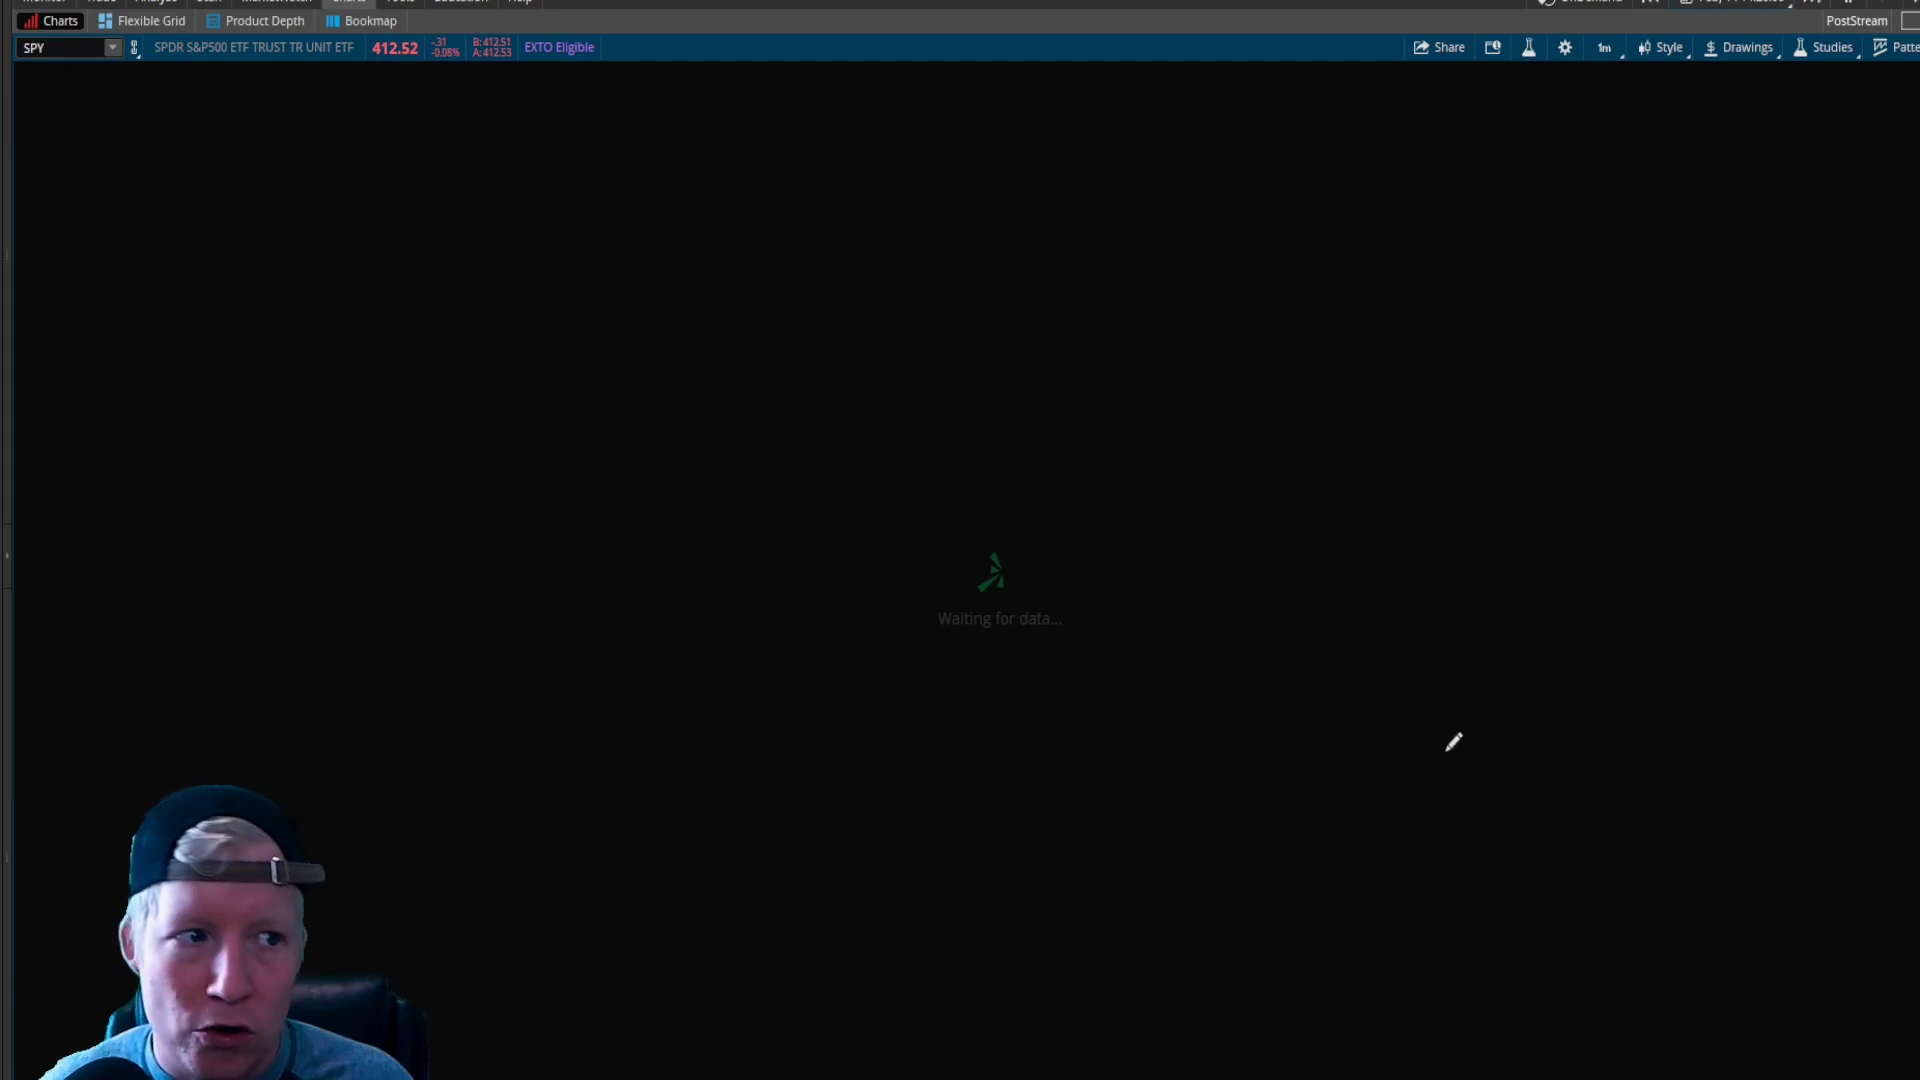 Charts Flexible Grid Product Depth Bookmap PostStream
SPY SPDR S&P500 ETF TRUST TR UNIT ETF 412.52 -.31 B: 412.51 EXTO Eligible Share 1m Style Drawings Studies Patte
-0.08% A: 412.53
Waiting for data...